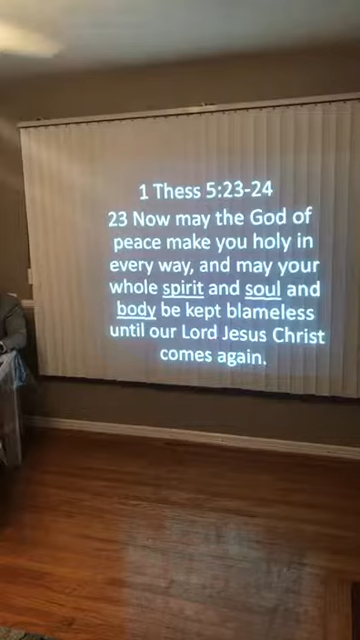 1 Thess 5:23-24
23 Now may the God of
peace make you holy in
every way, and may your
whole spirit and soul and
body be kept blameless
until our Lord Jesus Christ
comes again.